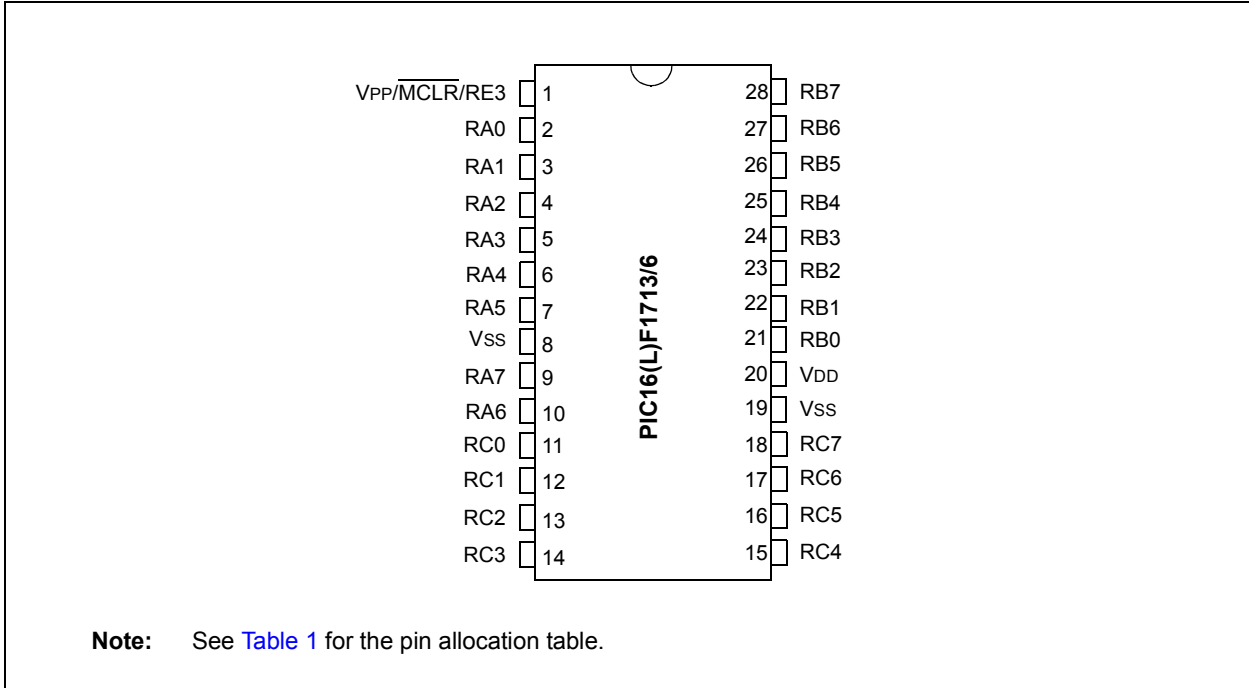 VPP/MCLR/RE3 1 28 RB7
RA0 2 27 RB6
RA1 3 26 RB5
RA2 4 25 RB4
RA3 5 24 RB3
RA4 6 23 RB2
RA5 7 22 RB1
VSS 8 21 RB0
RA7 9 20 VDD
RA6 10 19 VSS
RC0 11 18 RC7
RC1 12 17 RC6
RC2 13 16 RC5
RC3 14 15 RC4
PIC16(L)F1713/6
Note: See Table 1 for the pin allocation table.